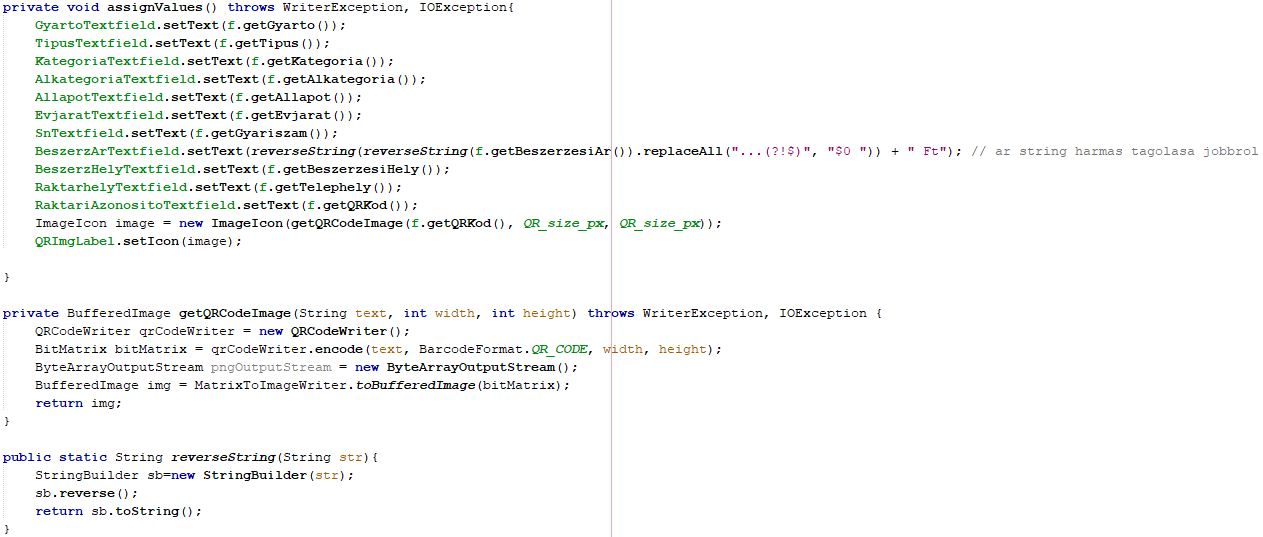 private void assignValues() throws WriterException, IOException{
    GyartoTextfield.setText(f.getGyarto());
    TipusTextfield.setText(f.getTipus());
    KategoriaTextfield.setText(f.getKategoria());
    AlkategoriaTextfield.setText(f.getAlkategoria());
    AllapotTextfield.setText(f.getAllapot());
    EvjaratTextfield.setText(f.getEvjarat());
    SnTextfield.setText(f.getGyariszam());
    BeszerzArTextfield.setText(reverseString(reverseString(f.getBeszerzesiAr()).replaceAll("...(?!$)", "$0 ")) + " Ft"); // ar string harmas tagolasa jobbrol
    BeszerzHelyTextfield.setText(f.getBeszerzesiHely());
    RaktarhelyTextfield.setText(f.getTelephely());
    RaktariAzonositoTextfield.setText(f.getQRKod());
    ImageIcon image = new ImageIcon(getQRCodeImage(f.getQRKod(), QR_size_px, QR_size_px));
    QRImgLabel.setIcon(image);

}

private BufferedImage getQRCodeImage(String text, int width, int height) throws WriterException, IOException {
    QRCodeWriter qrCodeWriter = new QRCodeWriter();
    BitMatrix bitMatrix = qrCodeWriter.encode(text, BarcodeFormat.QR_CODE, width, height);
    ByteArrayOutputStream pngOutputStream = new ByteArrayOutputStream();
    BufferedImage img = MatrixToImageWriter.toBufferedImage(bitMatrix);
    return img;
}

public static String reverseString(String str){
    StringBuilder sb=new StringBuilder(str);
    sb.reverse();
    return sb.toString();
}